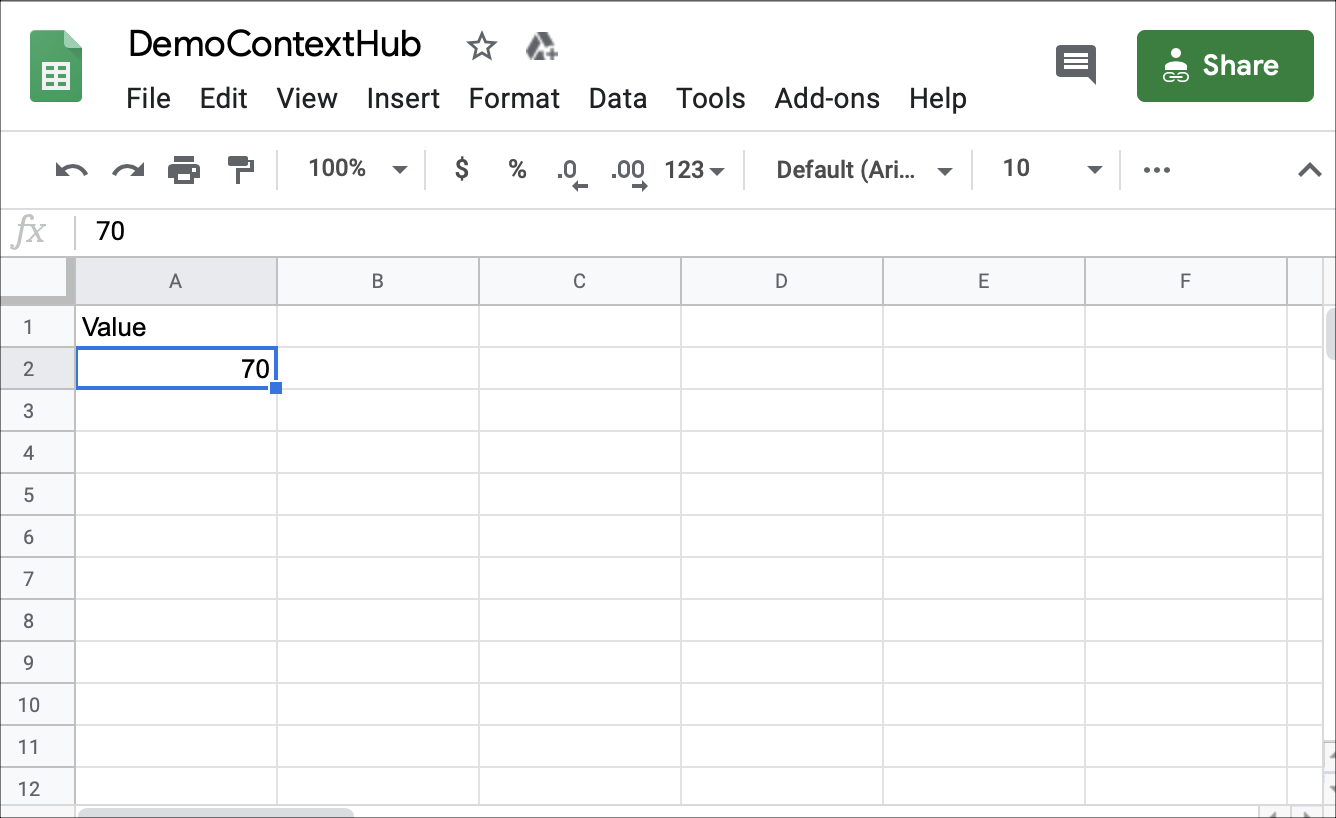 DemoContextHub
File Edit View Insert Format Data Tools Add-ons Help
Share
100% $ % .0 .00 123 Default (Ari... 10
fx 70
A B C D E F
1 Value
2 70
3
4
5
6
7
8
9
10
11
12